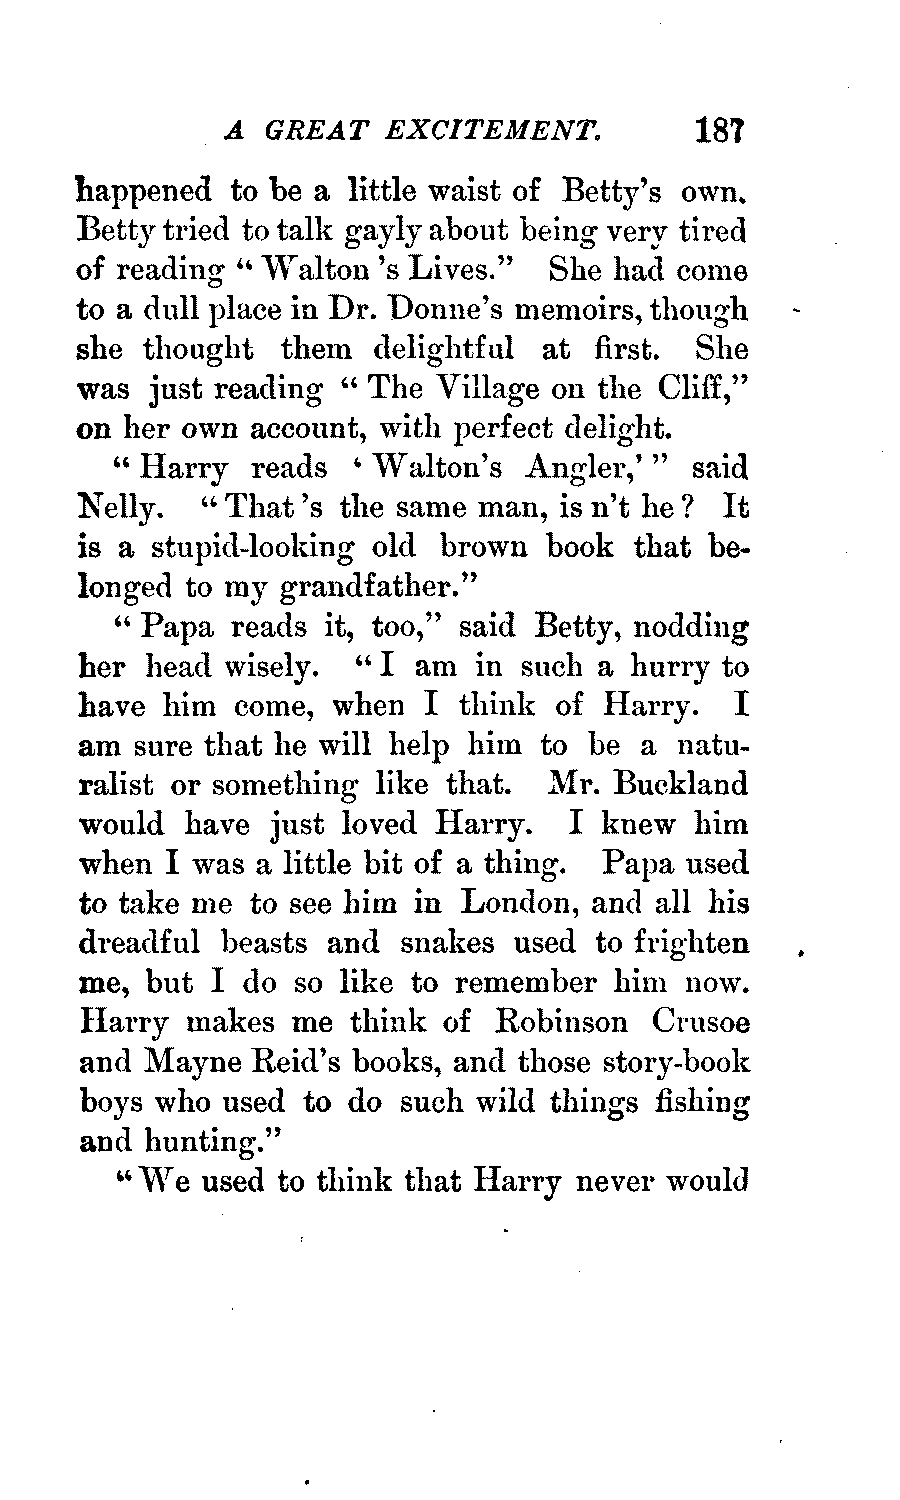 A GREAT EXCITEMENT. 187
happened to be a little waist of Betty's own.
Betty tried to talk gayly about being very tired
of reading "Walton 's Lives." She had come
to a dull place in Dr. Donne's memoirs, though
she thought them delightful at first. She
was just reading "The Village on the Cliff,"
on her own account, with perfect delight.
"Harry reads 'Walton's Angler,'" said
Nelly. "That 's the same man, is n't he? It
is a stupid-looking old brown book that be-
longed to my grandfather."
"Papa reads it, too," said Betty, nodding
her head wisely. "I am in such a hurry to
have him come, when I think of Harry. I
am sure that he will help him to be a natu-
ralist or something like that. Mr. Buckland
would have just loved Harry. I knew him
when I was a little bit of a thing. Papa used
to take me to see him in London, and all his
dreadful beasts and snakes used to frighten
me, but I do so like to remember him now.
Harry makes me think of Robinson Crusoe
and Mayne Reid's books, and those story-book
boys who used to do such wild things fishing
and hunting."
"We used to think that Harry never would